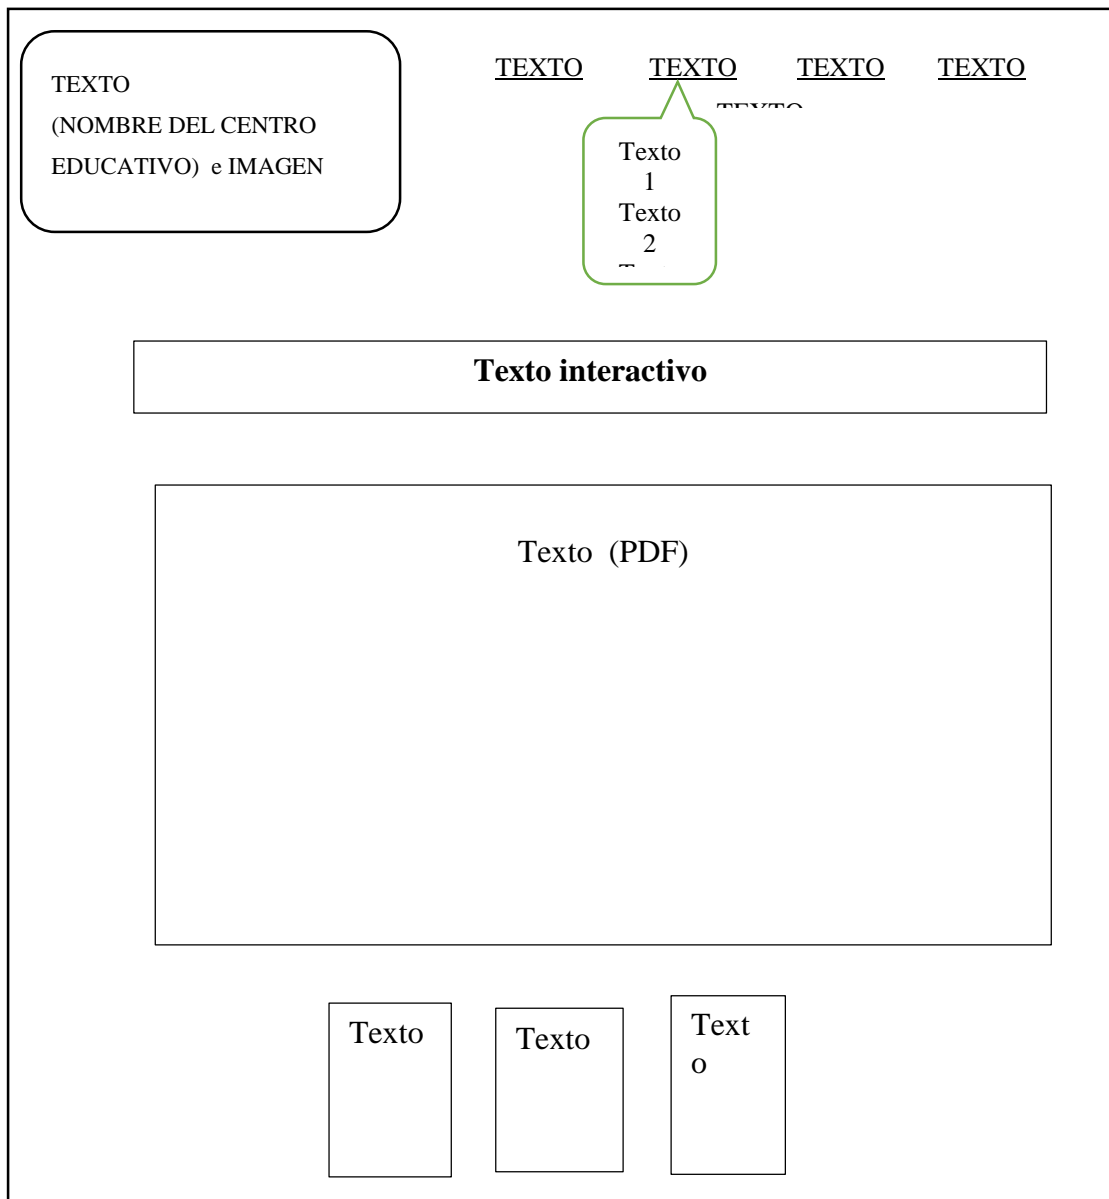 TEXTO TEXTO TEXTO TEXTO
TEXTO
(NOMBRE DEL CENTRO
EDUCATIVO) e IMAGEN
Texto
1
Texto
2
Texto interactivo
Texto (PDF)
Texto
Texto
Text
o